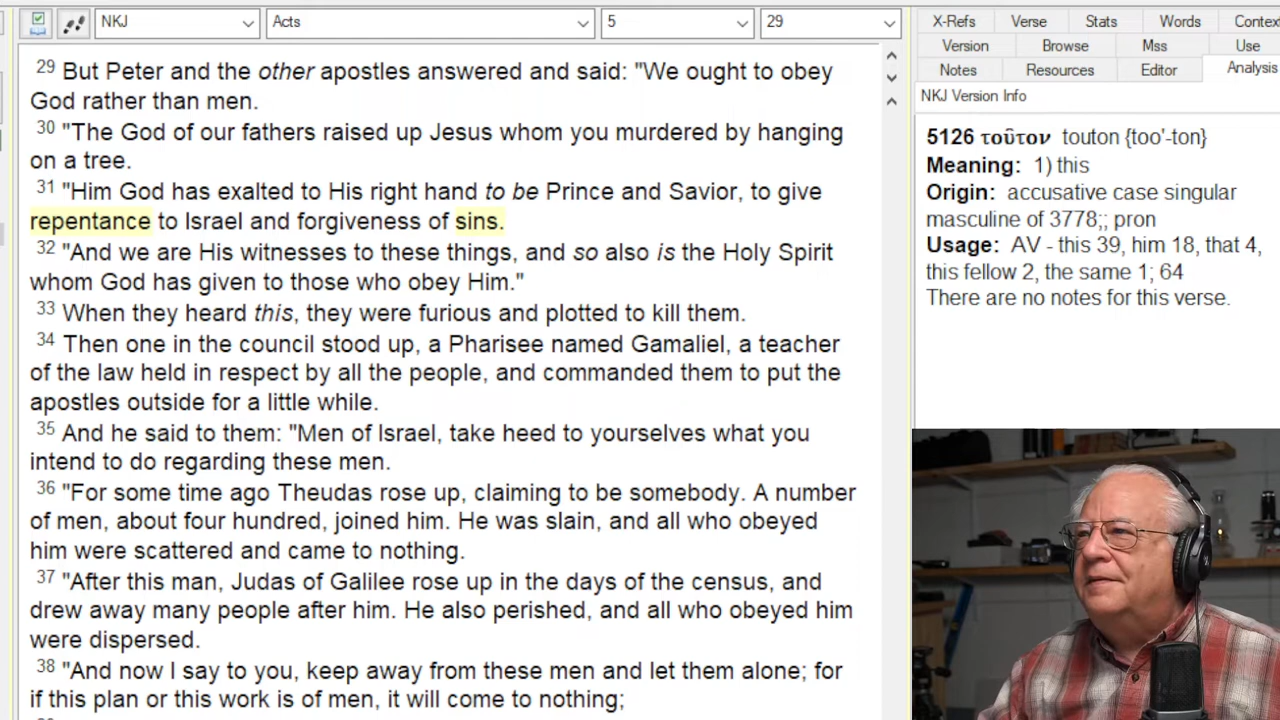 NKJ Acts 5 29
29 But Peter and the other apostles answered and said: "We ought to obey
God rather than men.
30 "The God of our fathers raised up Jesus whom you murdered by hanging
on a tree.
31 "Him God has exalted to His right hand to be Prince and Savior, to give
repentance to Israel and forgiveness of sins.
32 "And we are His witnesses to these things, and so also is the Holy Spirit
whom God has given to those who obey Him."
33 When they heard this, they were furious and plotted to kill them.
34 Then one in the council stood up, a Pharisee named Gamaliel, a teacher
of the law held in respect by all the people, and commanded them to put the
apostles outside for a little while.
35 And he said to them: "Men of Israel, take heed to yourselves what you
intend to do regarding these men.
36 "For some time ago Theudas rose up, claiming to be somebody. A number
of men, about four hundred, joined him. He was slain, and all who obeyed
him were scattered and came to nothing.
37 "After this man, Judas of Galilee rose up in the days of the census, and
drew away many people after him. He also perished, and all who obeyed him
were dispersed.
38 "And now I say to you, keep away from these men and let them alone; for
if this plan or this work is of men, it will come to nothing;
X-Refs Verse Stats Words Contex
Version Browse Mss Use
Notes Resources Editor Analysis
NKJ Version Info
5126 τοῦτον touton {too'-ton}
Meaning: 1) this
Origin: accusative case singular
masculine of 3778;; pron
Usage: AV - this 39, him 18, that 4,
this fellow 2, the same 1; 64
There are no notes for this verse.